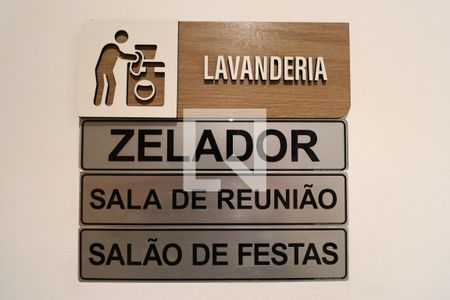 LAVANDERIA
ZELADOR
SALA DE REUNIÃO
SALÃO DE FESTAS